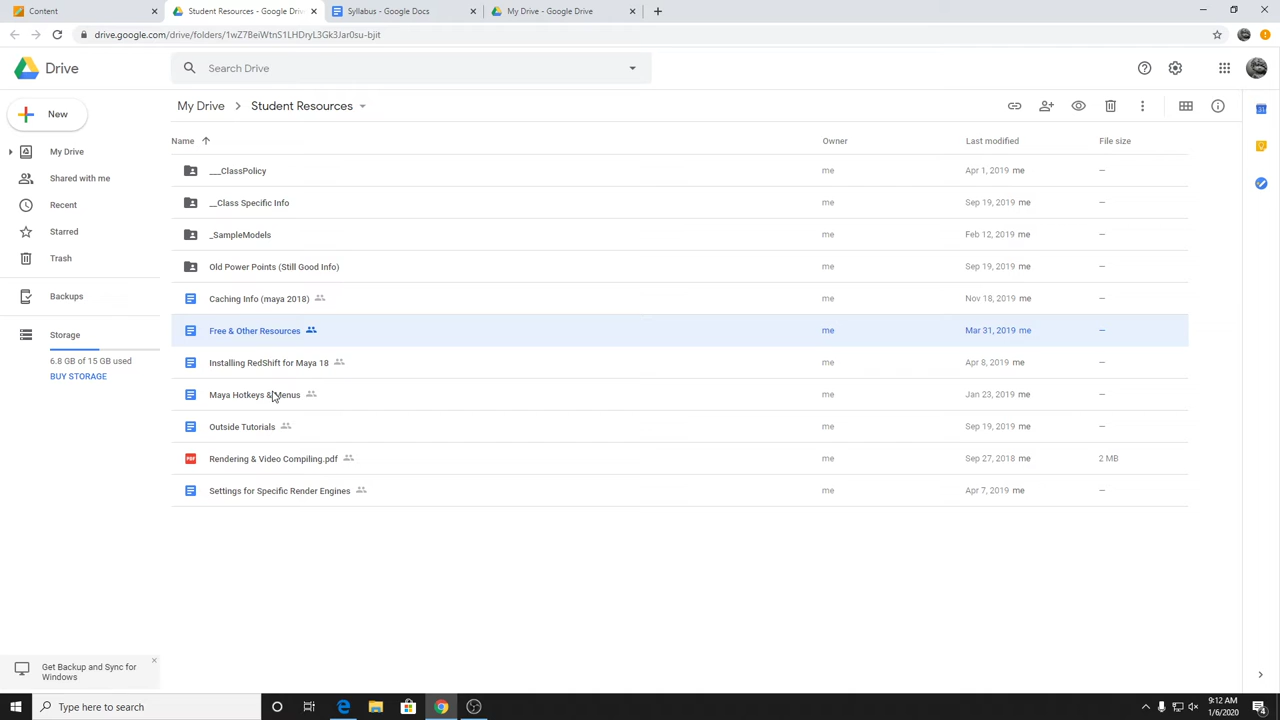 Content
Student Resources - Google Driv
Syllabus - Google Docs
My Drive - Google Drive
drive.google.com/drive/folders/1wZ7BeiWtnS1LHDryL3Gk3Jar0su-bjit
Drive
Search Drive
New
My Drive
Student Resources
Name
Owner
Last modified
File size
My Drive
Shared with me
Recent
Starred
Trash
Backups
Storage
6.8 GB of 15 GB used
BUY STORAGE
___ClassPolicy me Apr 1, 2019 me —
__Class Specific Info me Sep 19, 2019 me —
_SampleModels me Feb 12, 2019 me —
Old Power Points (Still Good Info) me Sep 19, 2019 me —
Caching Info (maya 2018) me Nov 18, 2019 me —
Free & Other Resources me Mar 31, 2019 me —
Installing RedShift for Maya 18 me Apr 8, 2019 me —
Maya Hotkeys & Menus me Jan 23, 2019 me —
Outside Tutorials me Sep 19, 2019 me —
PDF Rendering & Video Compiling.pdf me Sep 27, 2018 me 2 MB
Settings for Specific Render Engines me Apr 7, 2019 me —
31
Get Backup and Sync for
Windows
Type here to search
9:12 AM
1/6/2020
4